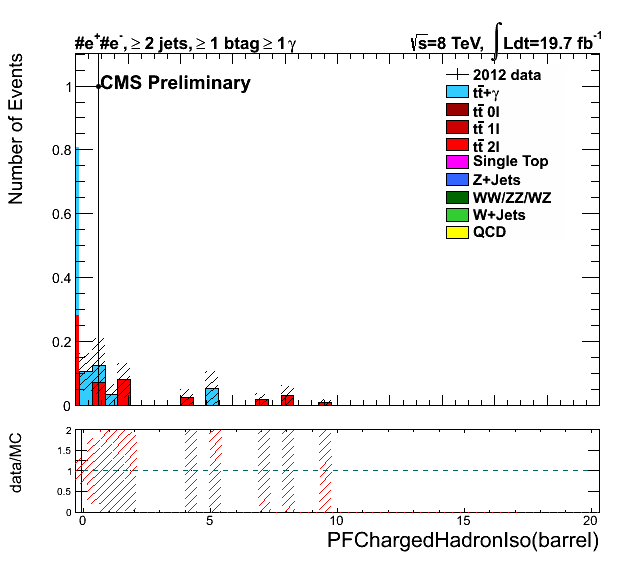 #e⁺#e⁻, ≥ 2 jets, ≥ 1 btag ≥ 1 γ
√s=8 TeV, ∫ Ldt=19.7 fb⁻¹
CMS Preliminary
2012 data
tt̄+γ
tt̄ 0l
tt̄ 1l
tt̄ 2l
Single Top
Z+Jets
WW/ZZ/WZ
W+Jets
QCD
Number of Events
1
0.8
0.6
0.4
0.2
0
data/MC
2
1.5
1
0.5
0
0 5 10 15 20
PFChargedHadronIso(barrel)